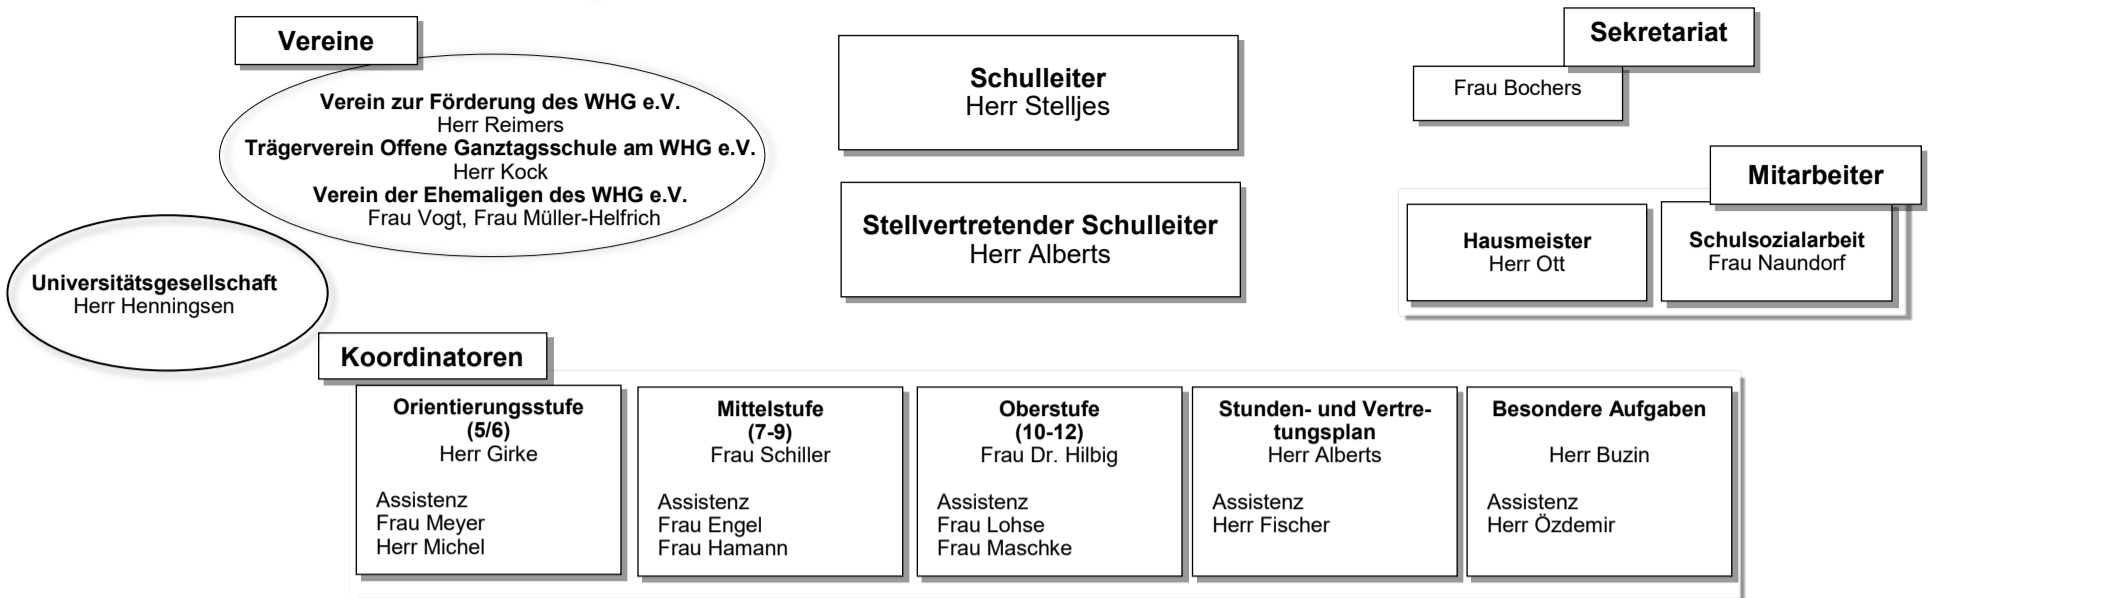 Vereine
Verein zur Förderung des WHG e.V.
Herr Reimers
Trägerverein Offene Ganztagsschule am WHG e.V.
Herr Kock
Verein der Ehemaligen des WHG e.V.
Frau Vogt, Frau Müller-Helfrich
Universitätsgesellschaft
Herr Henningsen
Schulleiter
Herr Stelljes
Stellvertretender Schulleiter
Herr Alberts
Sekretariat
Frau Bochers
Mitarbeiter
Hausmeister
Herr Ott
Schulsozialarbeit
Frau Naundorf
Koordinatoren
Orientierungsstufe
(5/6)
Herr Girke
Assistenz
Frau Meyer
Herr Michel
Mittelstufe
(7-9)
Frau Schiller
Assistenz
Frau Engel
Frau Hamann
Oberstufe
(10-12)
Frau Dr. Hilbig
Assistenz
Frau Lohse
Frau Maschke
Stunden- und Vertre-
tungsplan
Herr Alberts
Assistenz
Herr Fischer
Besondere Aufgaben
Herr Buzin
Assistenz
Herr Özdemir